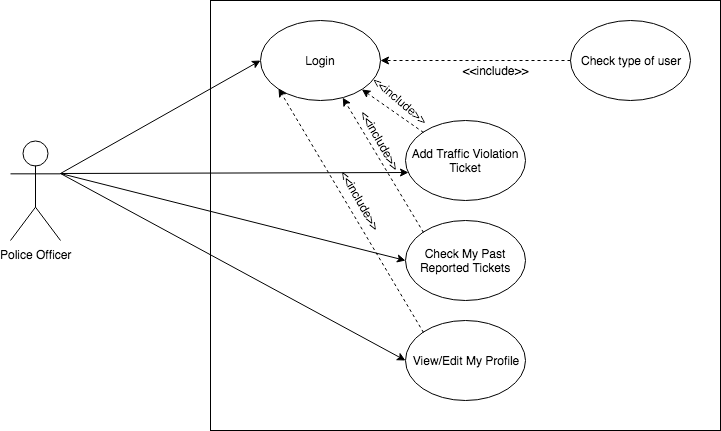 Login
Check type of user
<<include>>
<<include>>
Add Traffic Violation
Ticket
<<include>>
<<include>>
Police Officer
Check My Past
Reported Tickets
View/Edit My Profile